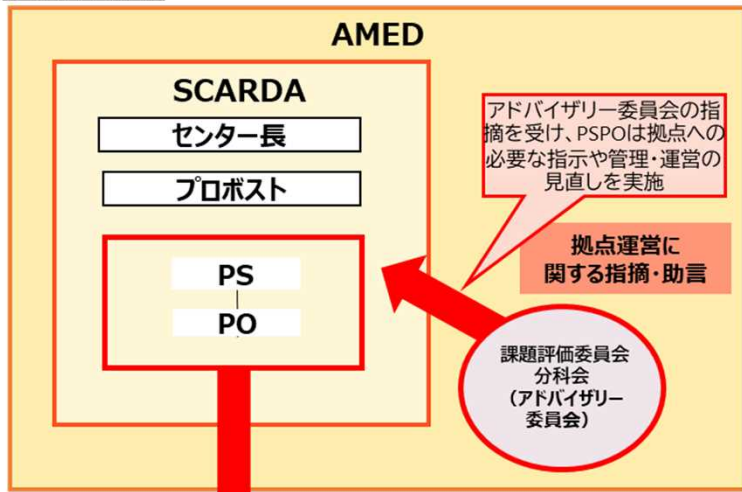 AMED
SCARDA
センター長
プロボスト
PS
PO
アドバイザリー委員会の指
摘を受け、PSPOは拠点への
必要な指示や管理・運営の
見直しを実施
拠点運営に
関する指摘・助言
課題評価委員会
分科会
（アドバイザリー
委員会）